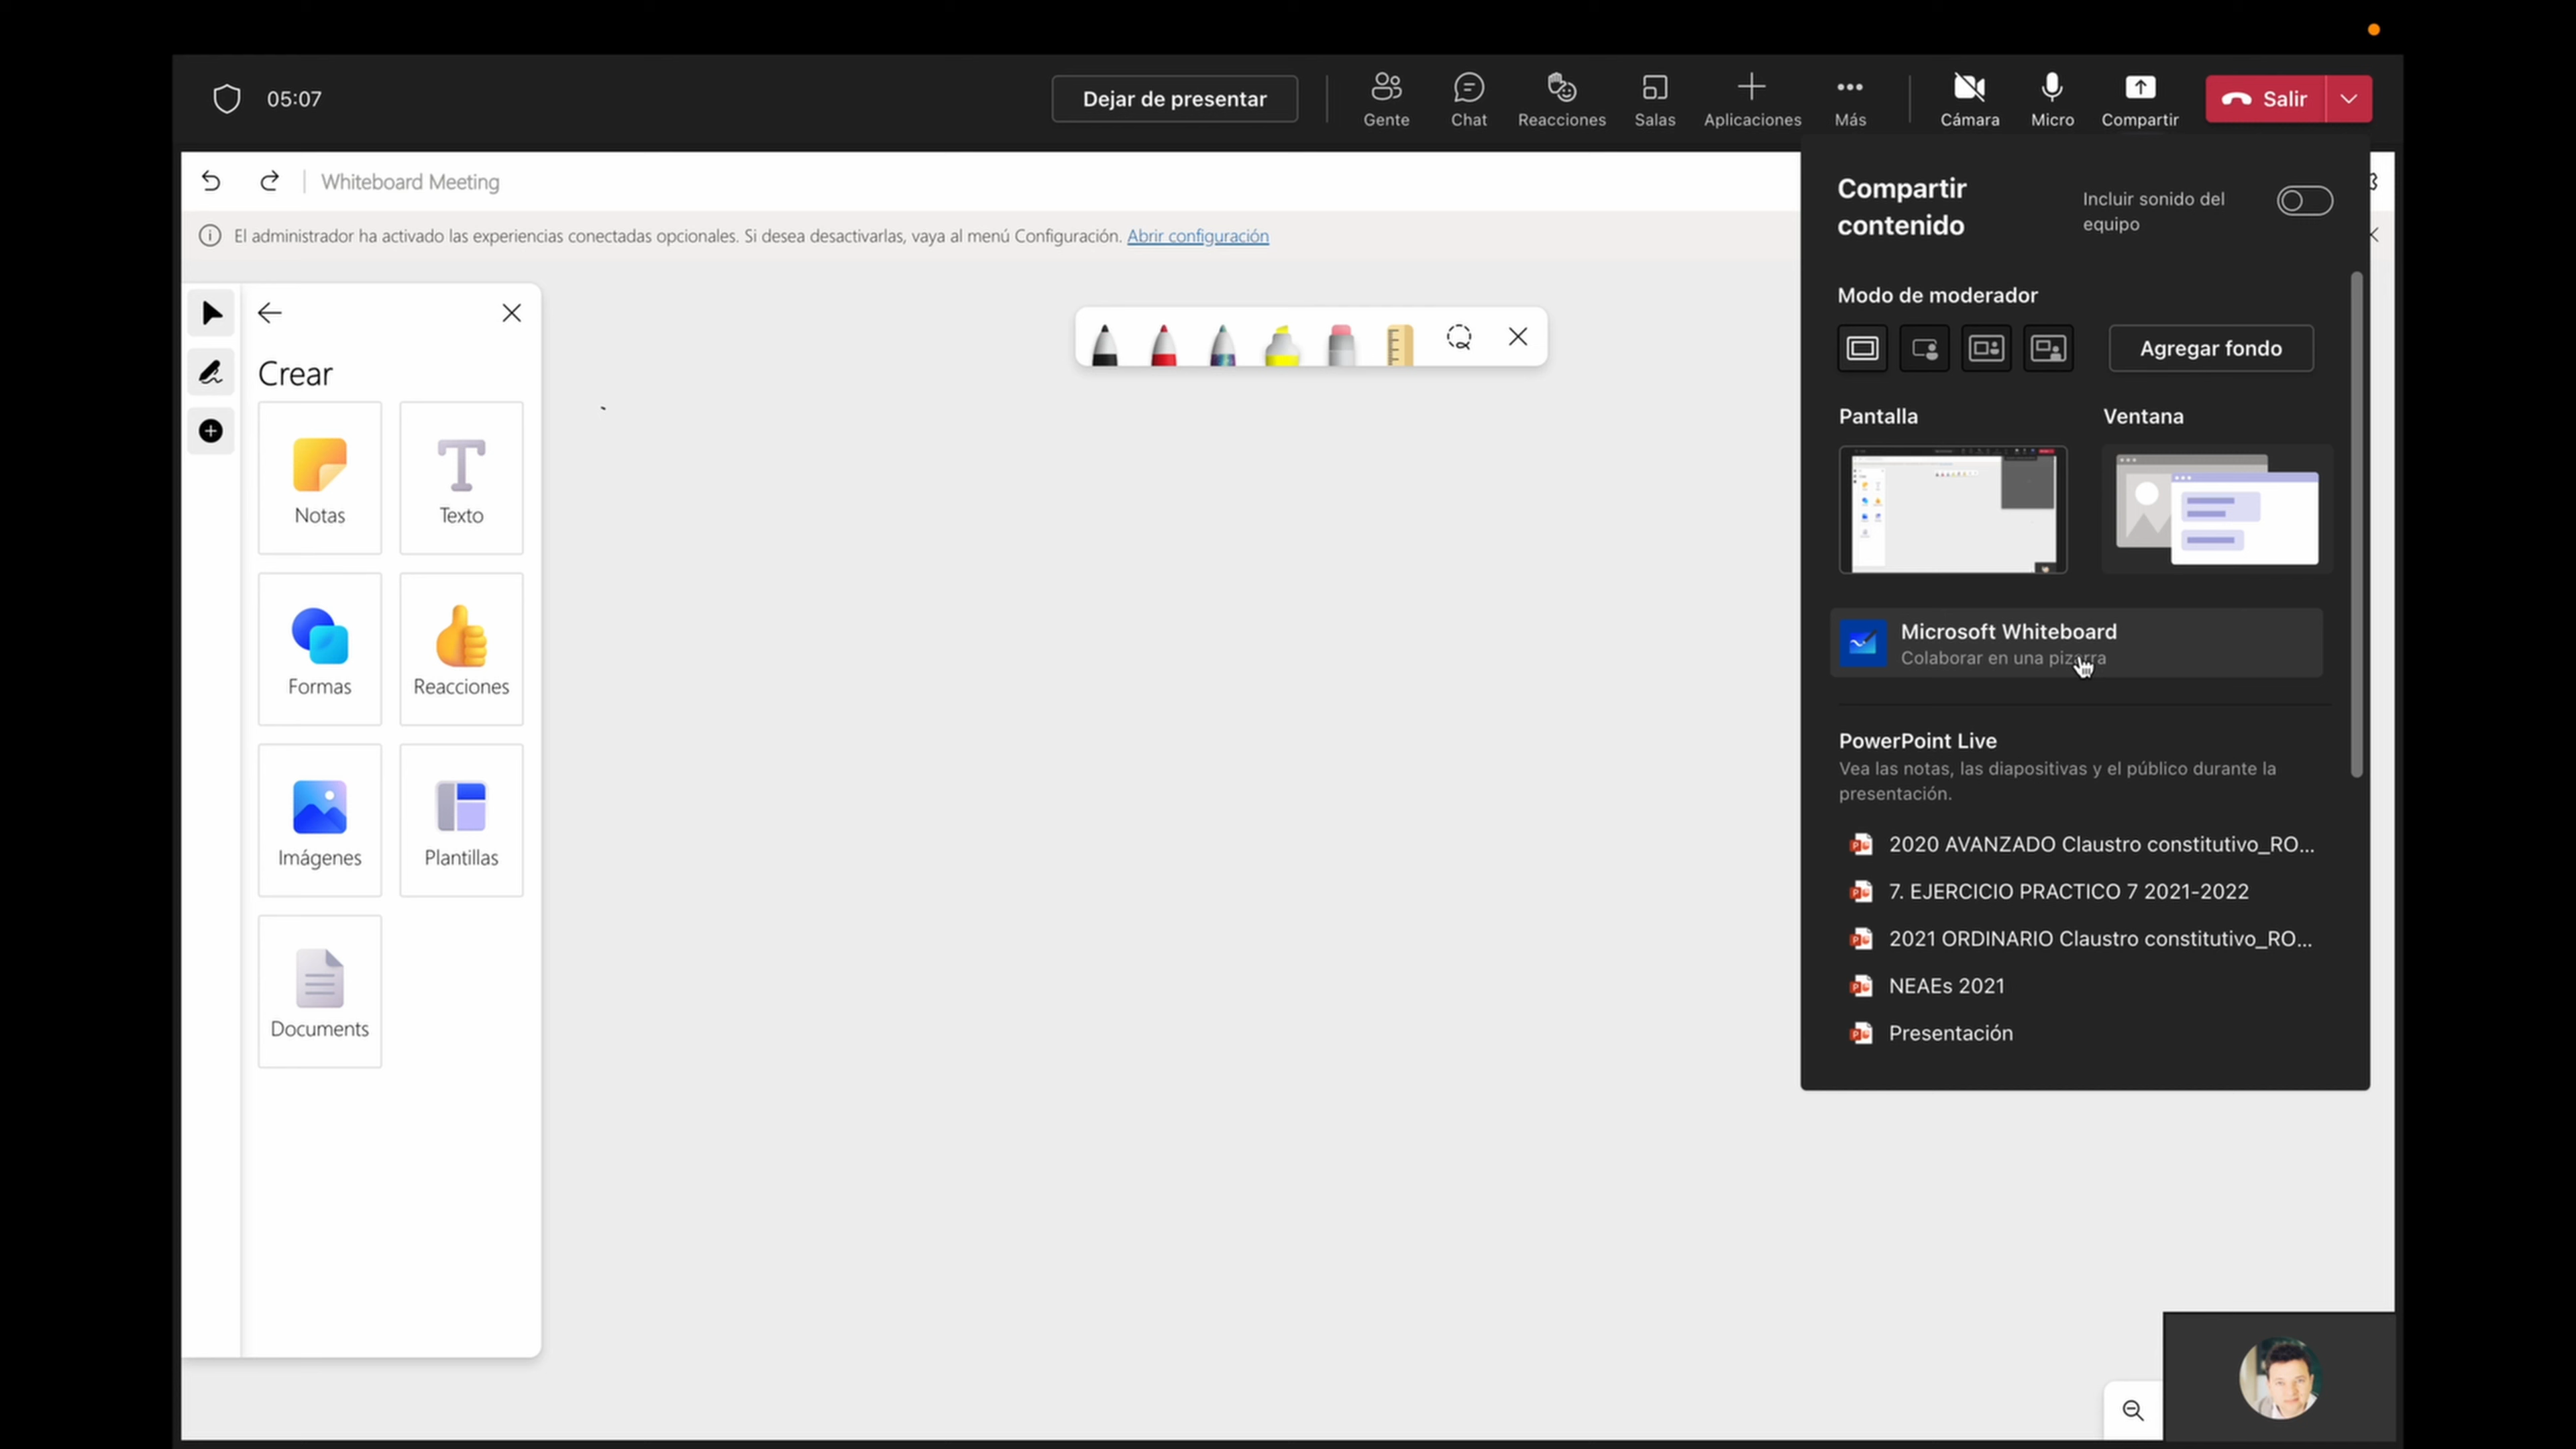 05:07
Dejar de presentar
Gente
Chat
Reacciones
Salas
Aplicaciones
Más
Cámara
Micro
Compartir
Salir
Whiteboard Meeting
El administrador ha activado las experiencias conectadas opcionales. Si desea desactivarlas, vaya al menú Configuración. Abrir configuración
Crear
Notas
Texto
Formas
Reacciones
Imágenes
Plantillas
Documents
Compartir
contenido
Incluir sonido del
equipo
Modo de moderador
Agregar fondo
Pantalla
Ventana
Microsoft Whiteboard
Colaborar en una pizarra
PowerPoint Live
Vea las notas, las diapositivas y el público durante la
presentación.
2020 AVANZADO Claustro constitutivo_RO...
7. EJERCICIO PRACTICO 7 2021-2022
2021 ORDINARIO Claustro constitutivo_RO...
NEAEs 2021
Presentación